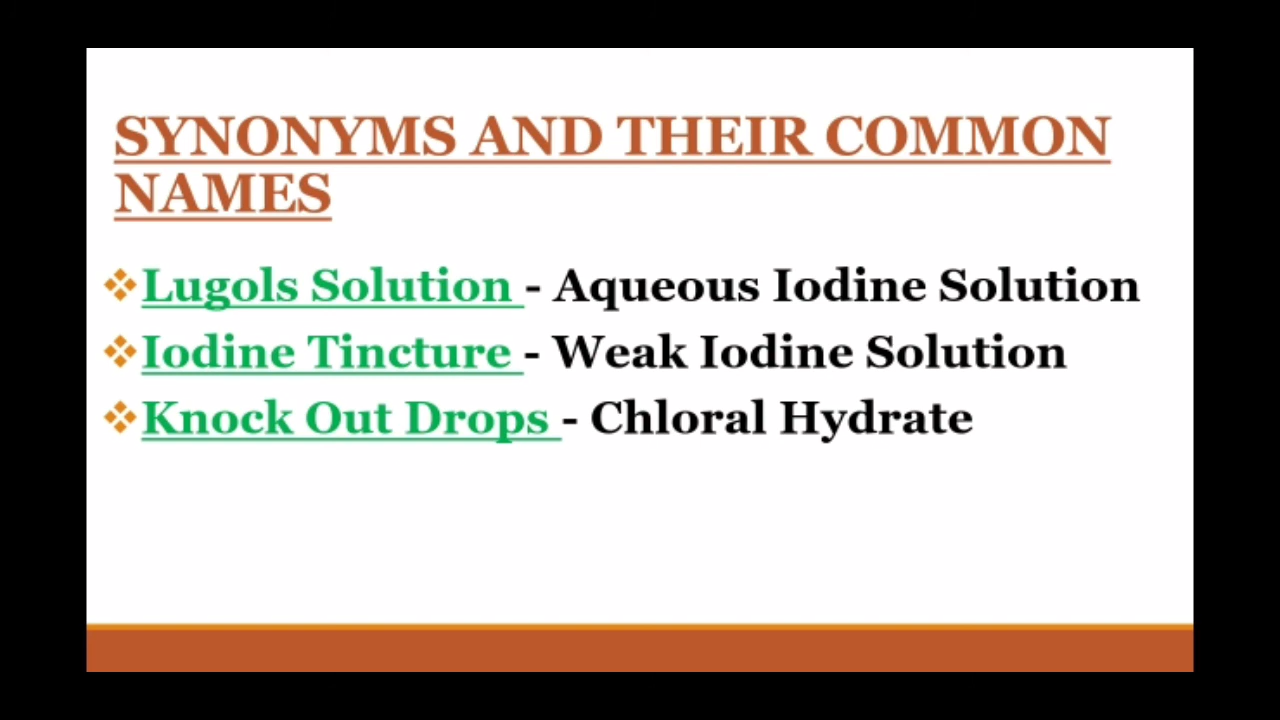 SYNONYMS AND THEIR COMMON
NAMES
❖Lugols Solution - Aqueous Iodine Solution
❖Iodine Tincture - Weak Iodine Solution
❖Knock Out Drops - Chloral Hydrate